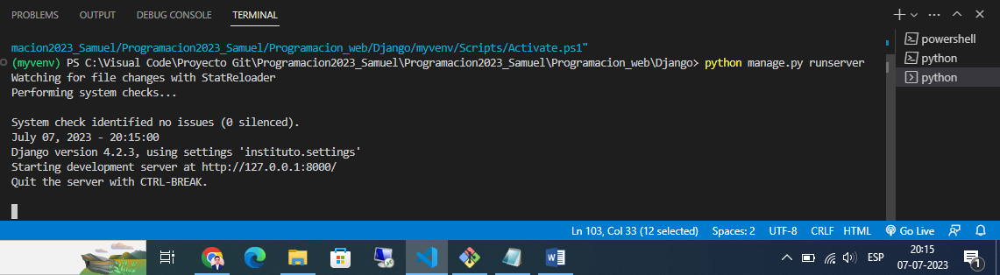 PROBLEMS OUTPUT DEBUG CONSOLE TERMINAL
macion2023_Samuel/Programacion2023_Samuel/Programacion_web/Django/myvenv/Scripts/Activate.ps1"
(myvenv) PS C:\Visual Code\Proyecto Git\Programacion2023_Samuel\Programacion2023_Samuel\Programacion_web\Django> python manage.py runserver
Watching for file changes with StatReloader
Performing system checks...
System check identified no issues (0 silenced).
July 07, 2023 - 20:15:00
Django version 4.2.3, using settings 'instituto.settings'
Starting development server at http://127.0.0.1:8000/
Quit the server with CTRL-BREAK.
powershell
python
python
Ln 103, Col 33 (12 selected) Spaces: 2 UTF-8 CRLF HTML Go Live
ESP
20:15
07-07-2023
1